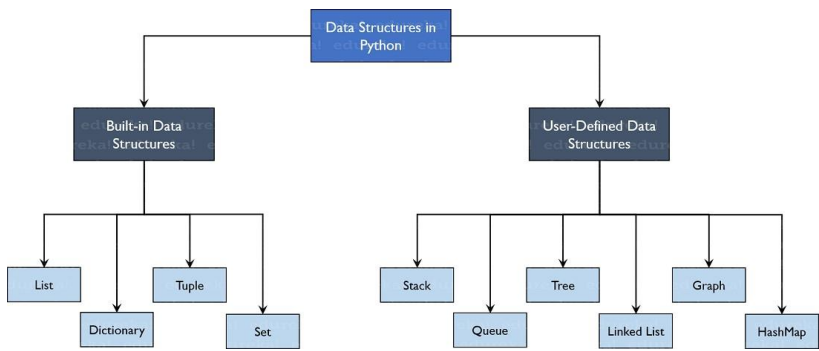 Data Structures in
Python
Built-in Data
Structures
User-Defined Data
Structures
List
Tuple
Dictionary
Set
Stack
Tree
Graph
Queue
Linked List
HashMap